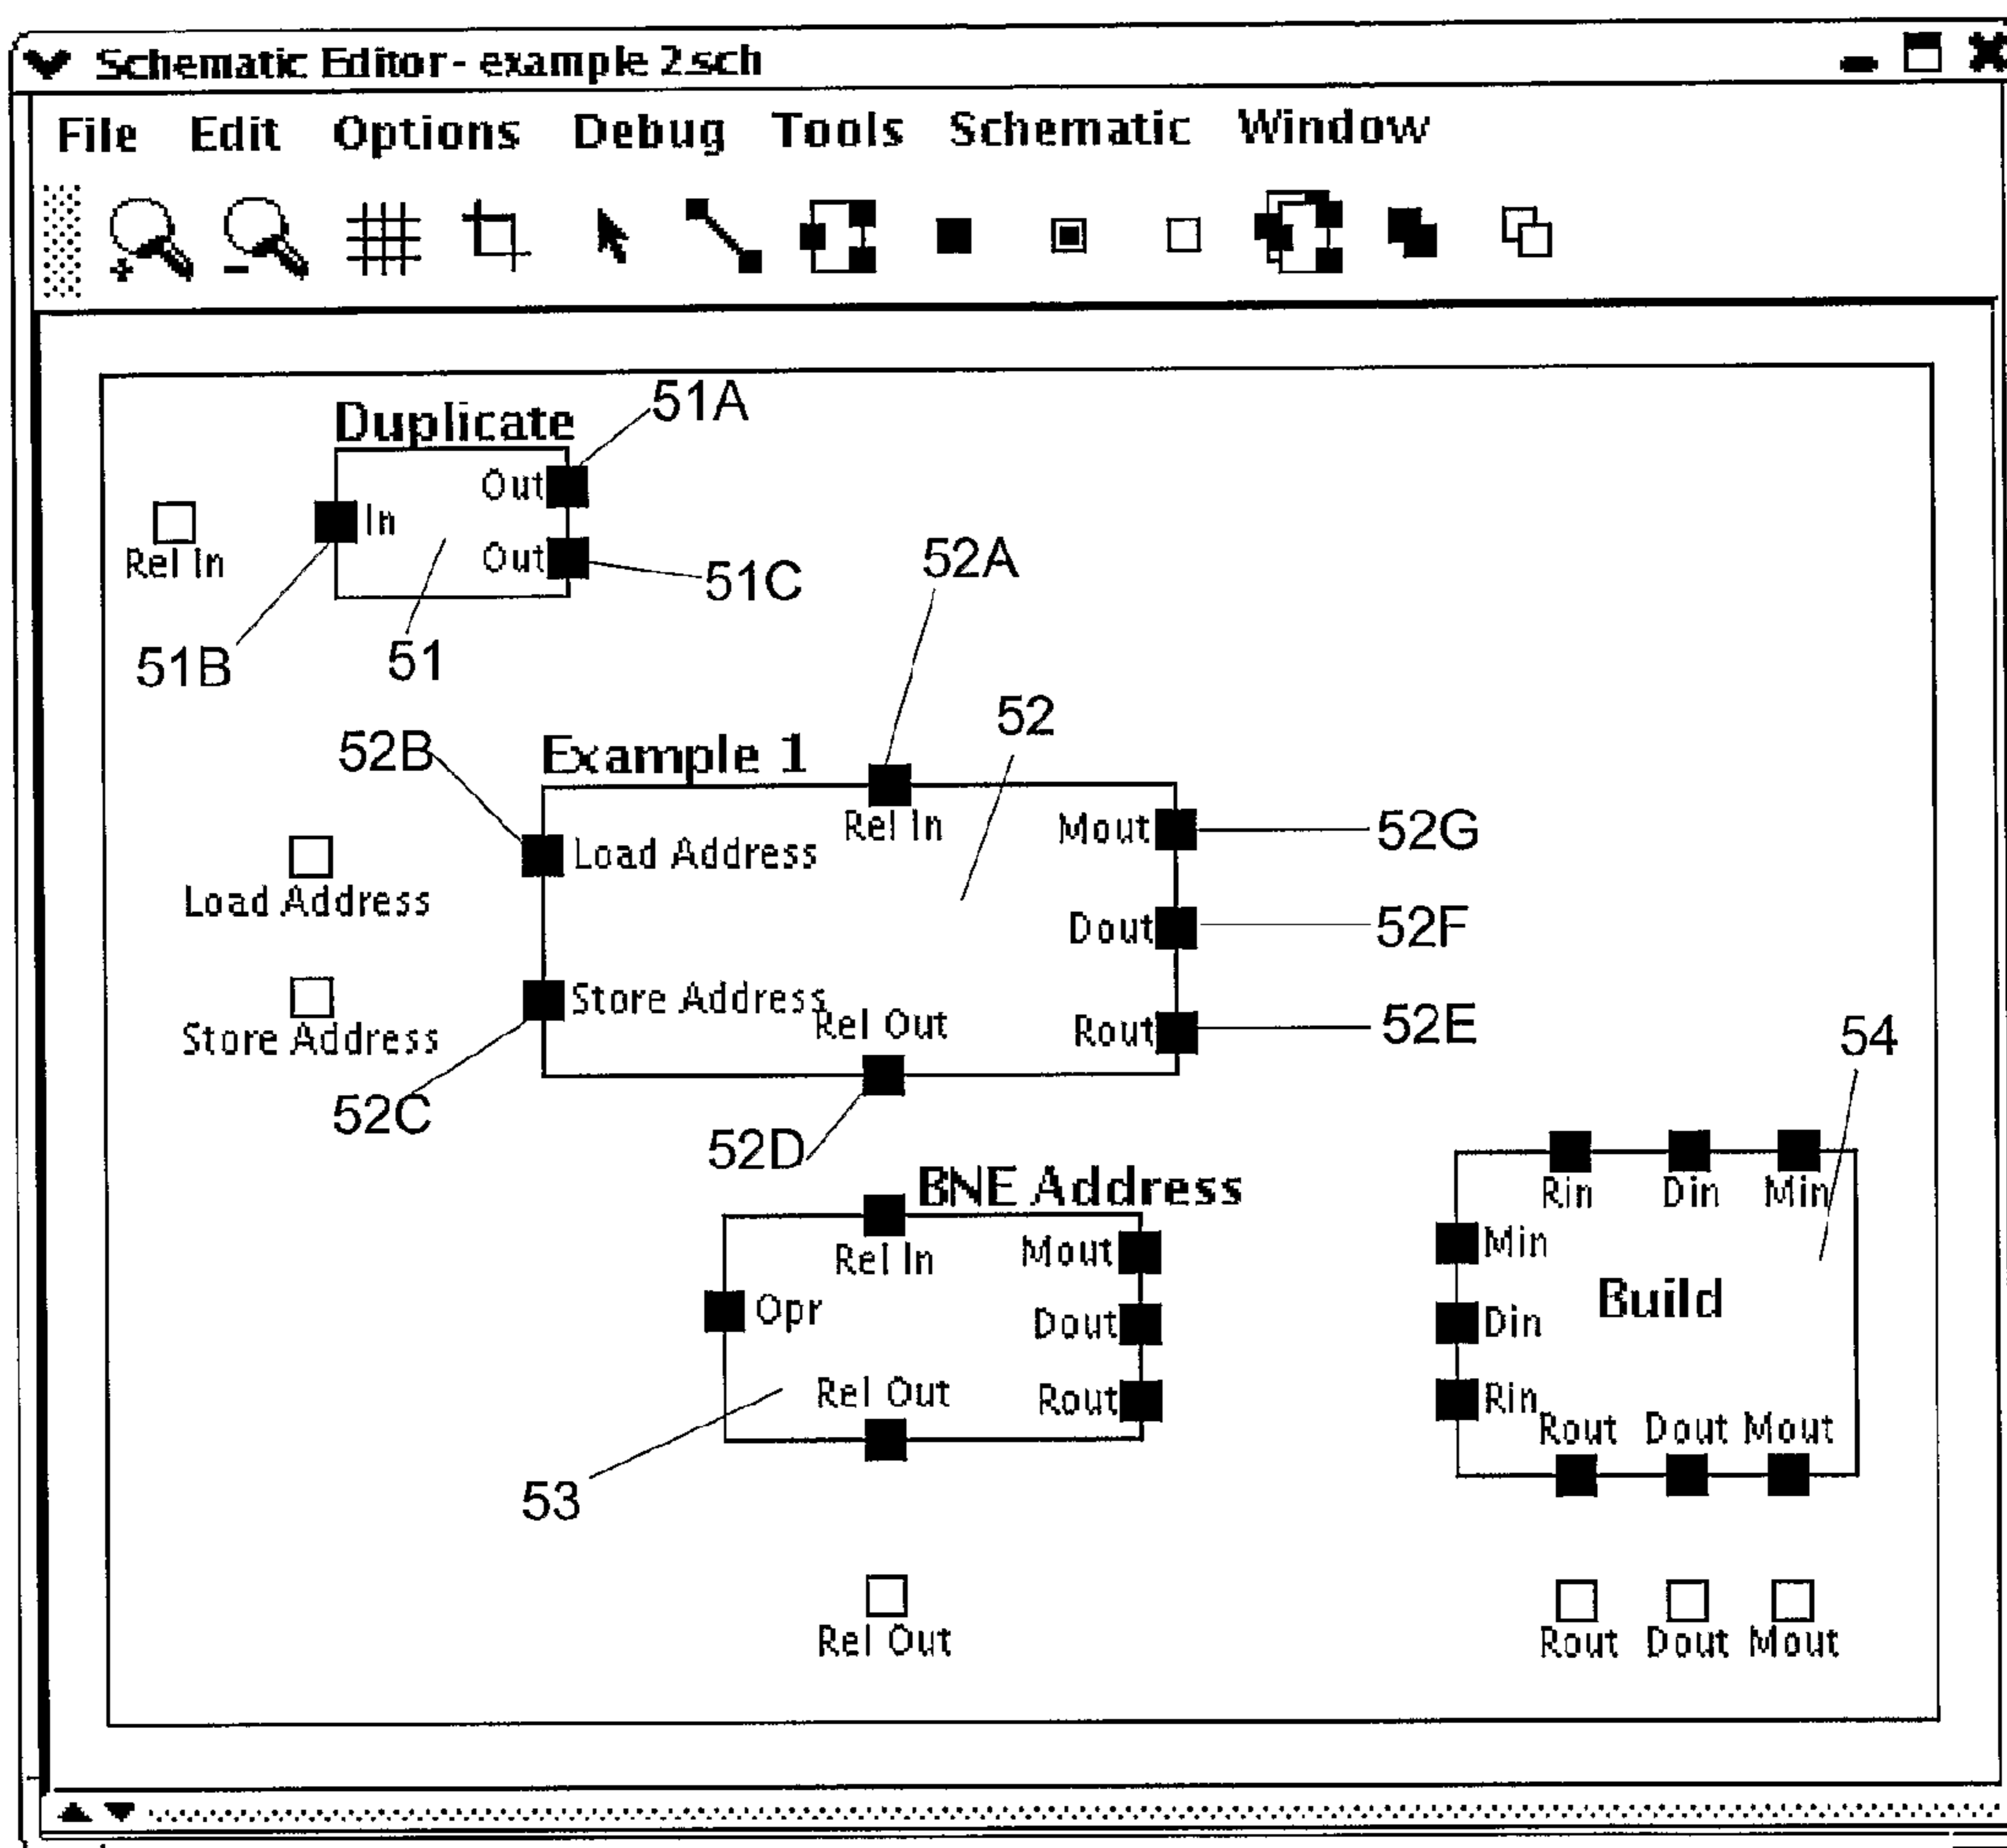 Schematic Editor- example 2.sch
File Edit Options Debug Tools Schematic Window
51A
Duplicate
Out
In
Rel In
Out
51C
52A
51B
51
52
52B
Example 1
Rel In
Mout
52G
Load Address
Load Address
Dout
52F
Store Address
Store Address
Rel Out
Rout
52E
54
52C
52D
BNE Address
Rin Din Min
Rel In
Mout
Min
Opr
Dout
Din
Build
Rel Out
Rout
Rin
Rout Dout Mout
53
Rel Out
Rout Dout Mout